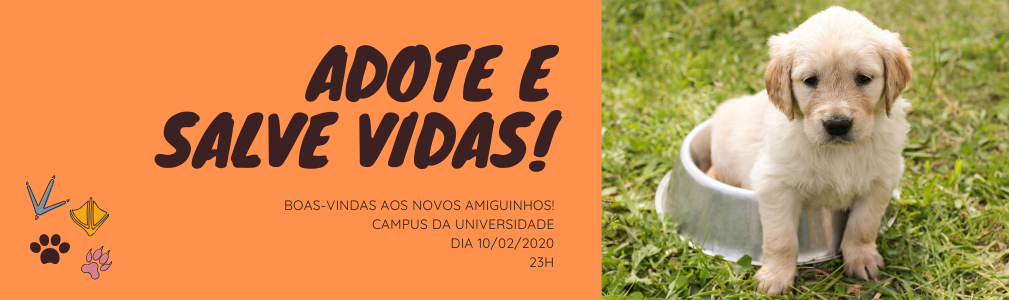 ADOTE E
SALVE VIDAS!
BOAS-VINDAS AOS NOVOS AMIGUINHOS!
CAMPUS DA UNIVERSIDADE
DIA 10/02/2020
23H